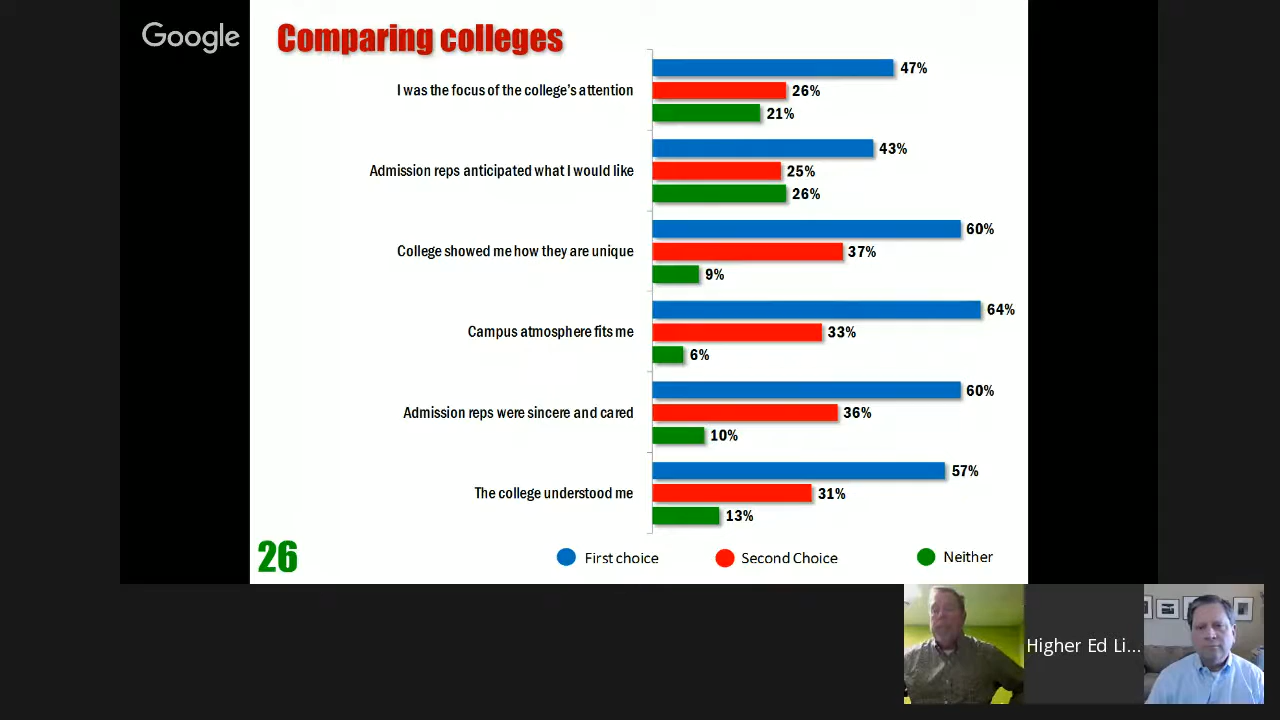 Google
Comparing colleges
I was the focus of the college's attention
47%
26%
21%
Admission reps anticipated what I would like
43%
25%
26%
College showed me how they are unique
60%
37%
9%
Campus atmosphere fits me
64%
33%
6%
Admission reps were sincere and cared
60%
36%
10%
The college understood me
57%
31%
13%
First choice
Second Choice
Neither
26
Higher Ed Li...